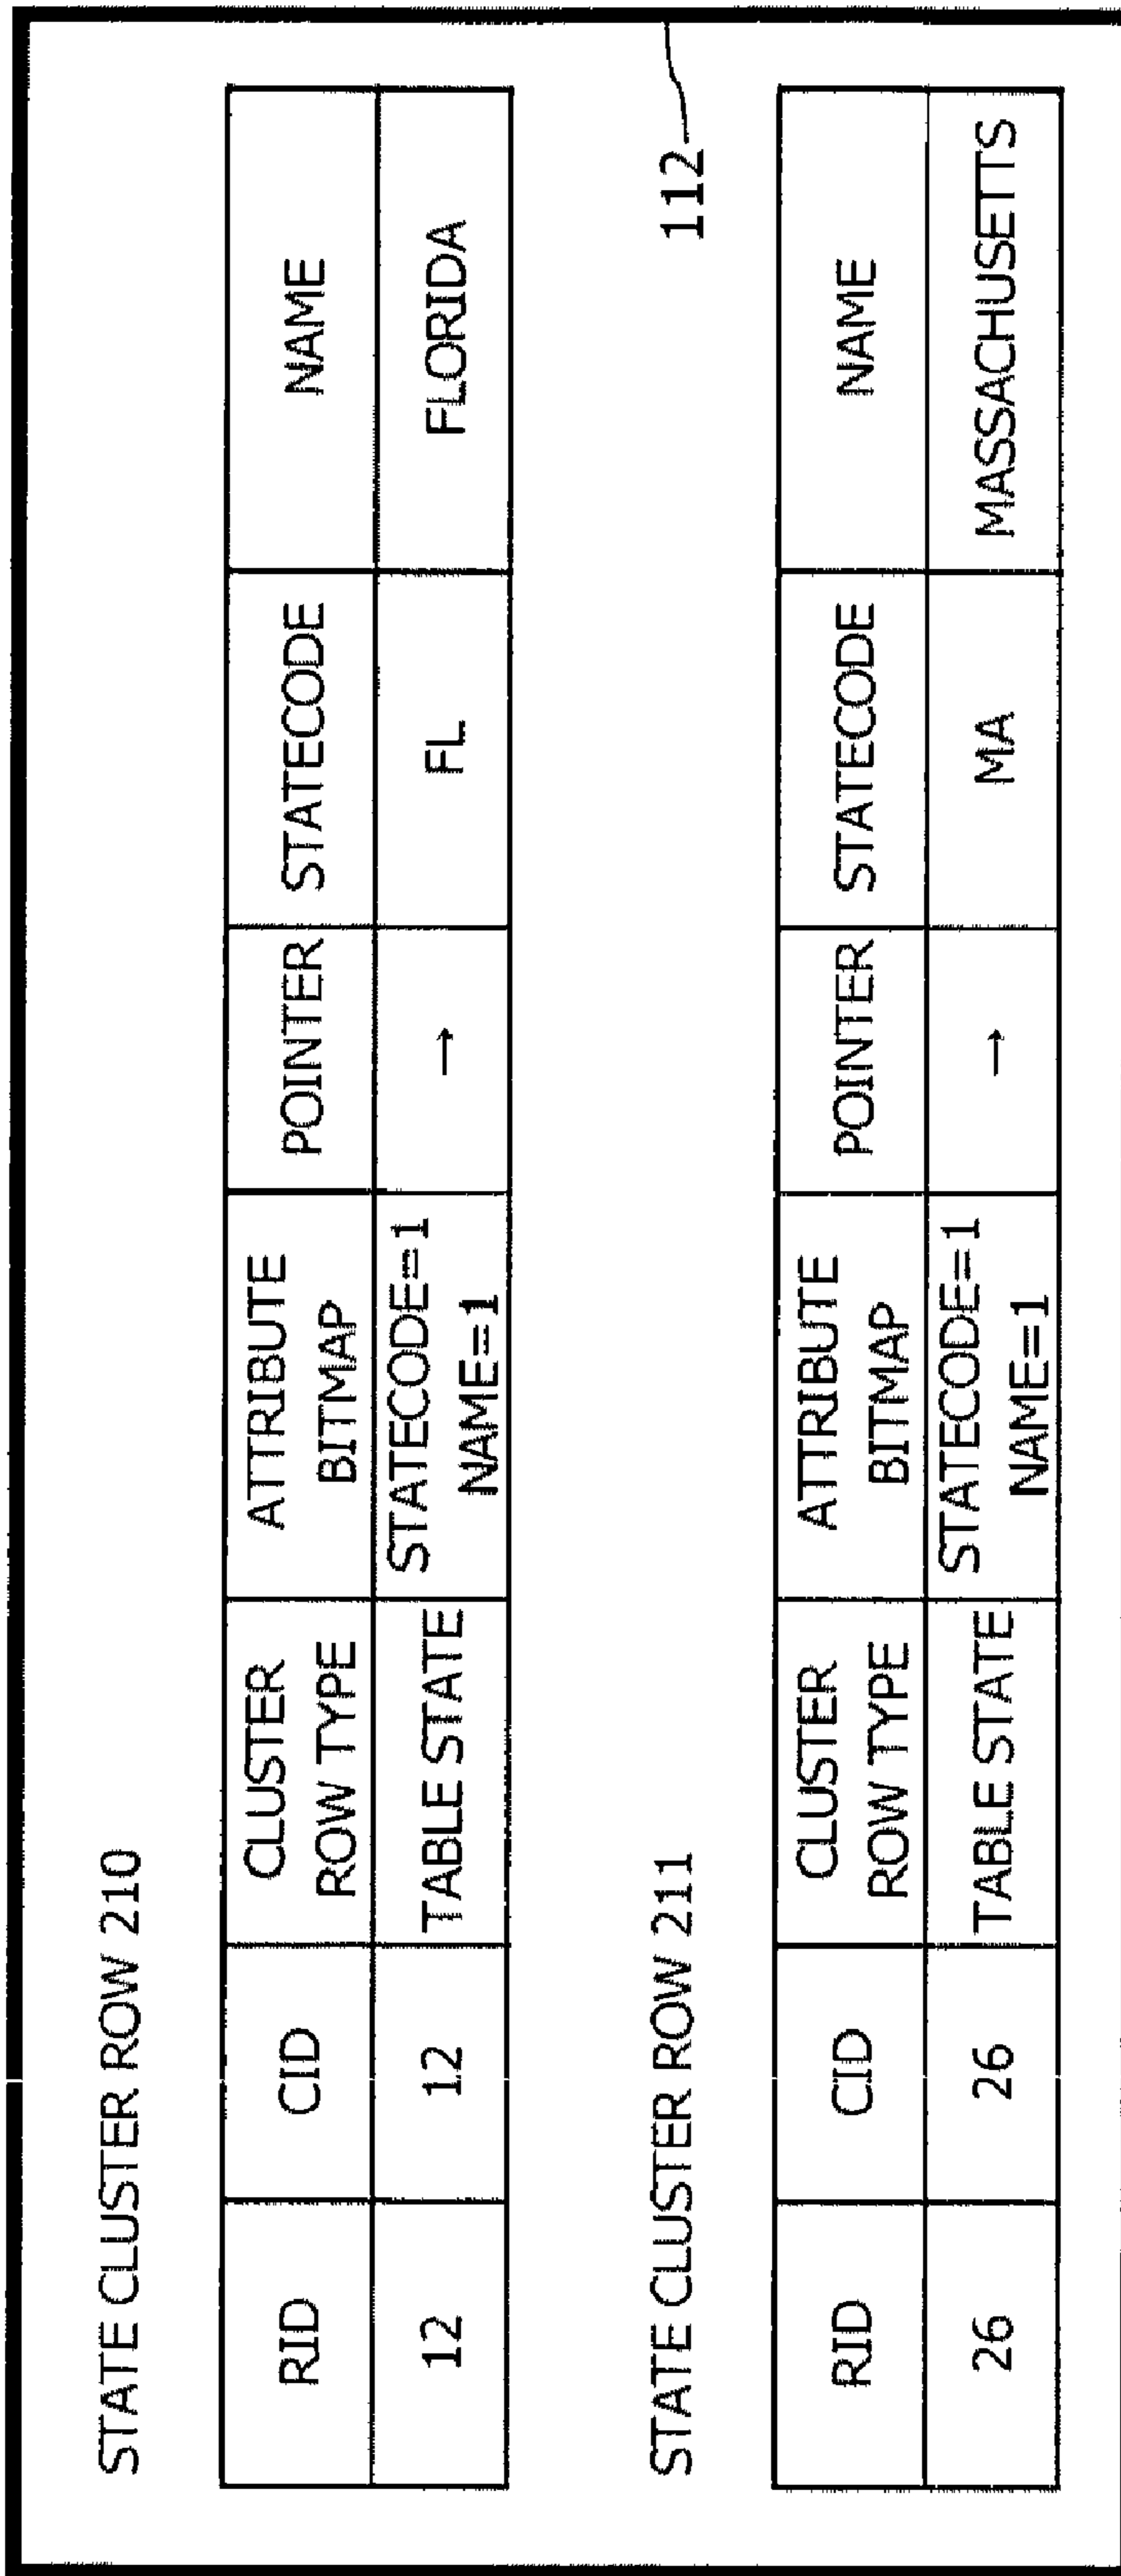 STATE CLUSTER ROW 210
RID CID CLUSTER ROW TYPE ATTRIBUTE BITMAP POINTER STATECODE NAME
12 12 TABLE STATE STATECODE=1 NAME=1 → FL FLORIDA
112
STATE CLUSTER ROW 211
RID CID CLUSTER ROW TYPE ATTRIBUTE BITMAP POINTER STATECODE NAME
26 26 TABLE STATE STATECODE=1 NAME=1 → MA MASSACHUSETTS